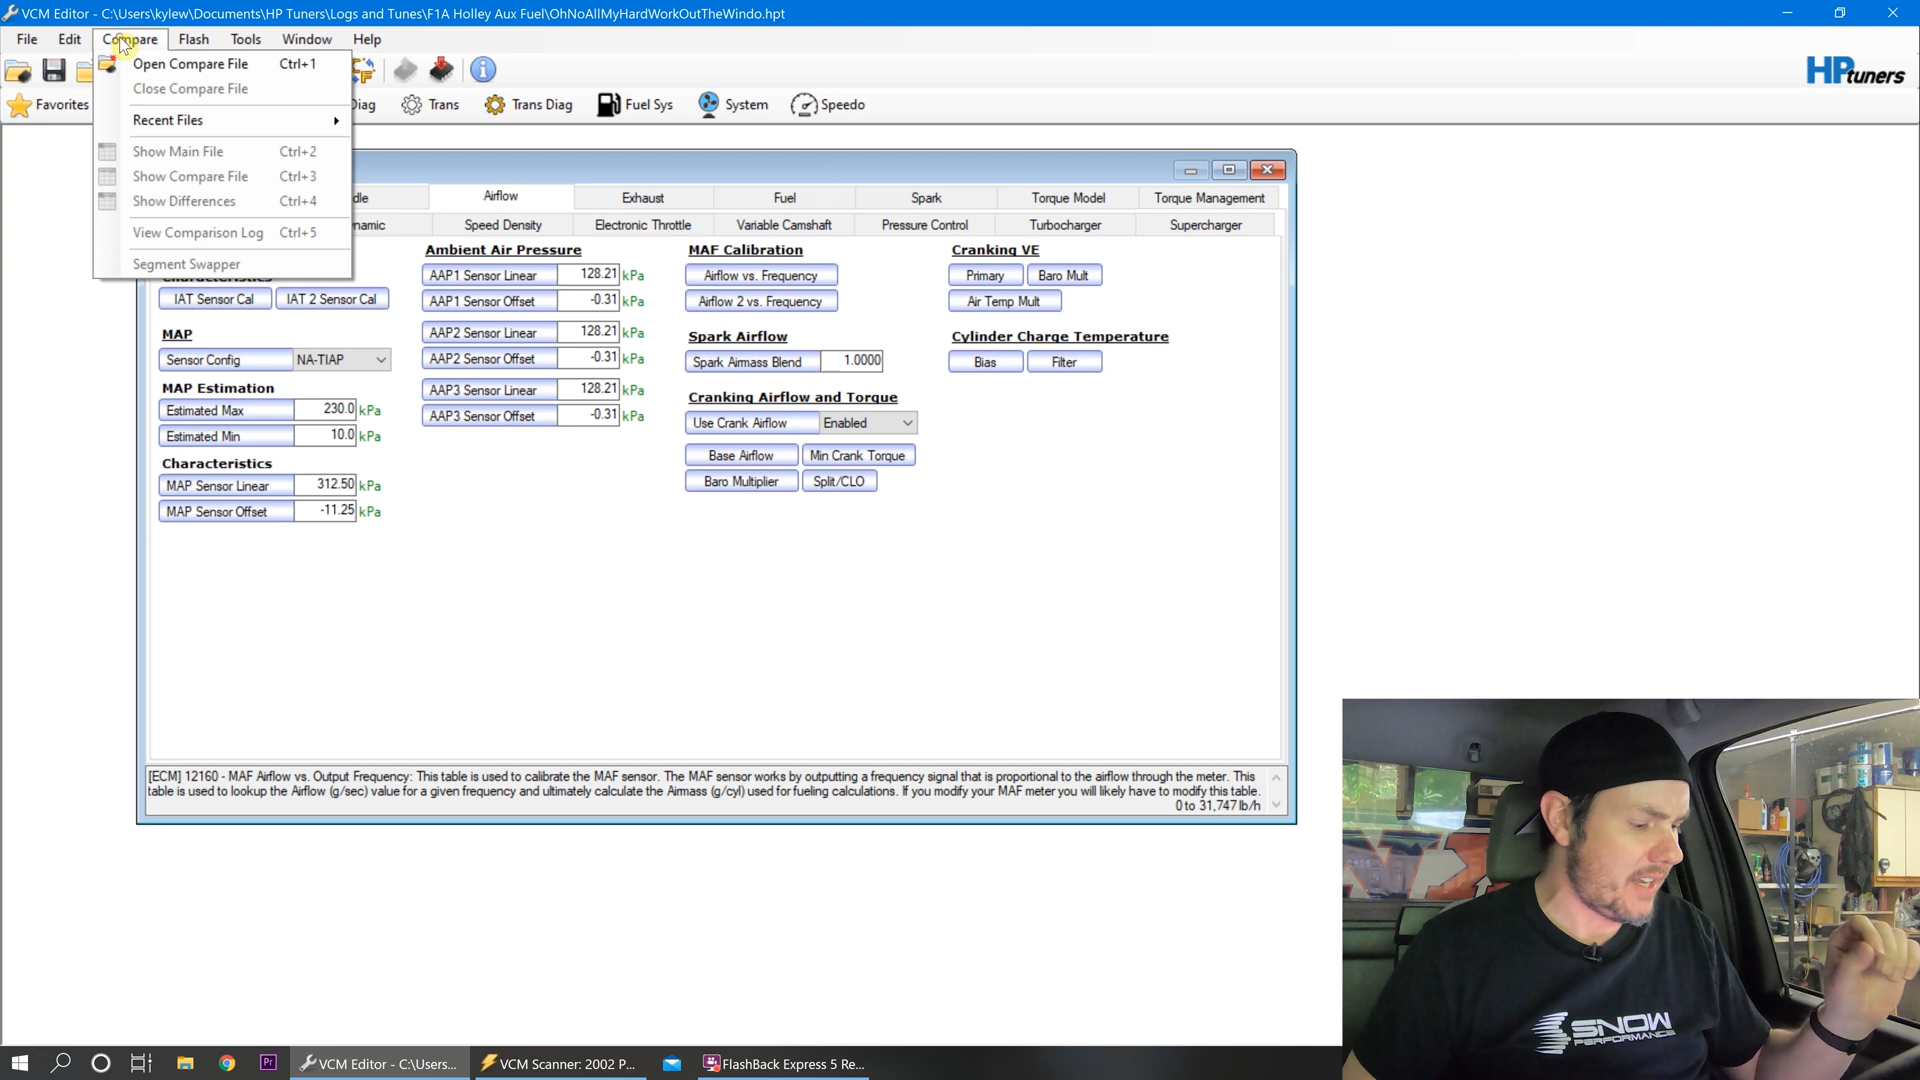 VCM Editor - C:\Users\kylew\Documents\HP Tuners\Logs and Tunes\F1A Holley Aux Fuel\OhNoAllMyHardWorkOutTheWindo.hpt
File Edit Compare Flash Tools Window Help
HP tuners
Favorites Diag Trans Trans Diag Fuel Sys System Speedo
Open Compare File Ctrl+1
Close Compare File
Recent Files
Show Main File Ctrl+2
Show Compare File Ctrl+3
Show Differences Ctrl+4
View Comparison Log Ctrl+5
Segment Swapper
dle Airflow Exhaust Fuel Spark Torque Model Torque Management
namic Speed Density Electronic Throttle Variable Camshaft Pressure Control Turbocharger Supercharger
Characteristics
IAT Sensor Cal IAT 2 Sensor Cal
MAP
Sensor Config NA-TIAP
MAP Estimation
Estimated Max 230.0 kPa
Estimated Min 10.0 kPa
Characteristics
MAP Sensor Linear 312.50 kPa
MAP Sensor Offset -11.25 kPa
Ambient Air Pressure
AAP1 Sensor Linear 128.21 kPa
AAP1 Sensor Offset -0.31 kPa
AAP2 Sensor Linear 128.21 kPa
AAP2 Sensor Offset -0.31 kPa
AAP3 Sensor Linear 128.21 kPa
AAP3 Sensor Offset -0.31 kPa
MAF Calibration
Airflow vs. Frequency
Airflow 2 vs. Frequency
Spark Airflow
Spark Airmass Blend 1.0000
Cranking Airflow and Torque
Use Crank Airflow Enabled
Base Airflow Min Crank Torque
Baro Multiplier Split/CLO
Cranking VE
Primary Baro Mult
Air Temp Mult
Cylinder Charge Temperature
Bias Filter
[ECM] 12160 - MAF Airflow vs. Output Frequency: This table is used to calibrate the MAF sensor. The MAF sensor works by outputting a frequency signal that is proportional to the airflow through the meter. This
table is used to lookup the Airflow (g/sec) value for a given frequency and ultimately calculate the Airmass (g/cyl) used for fueling calculations. If you modify your MAF meter you will likely have to modify this table.
0 to 31,747 lb/h
SNOW
PERFORMANCE
Pr VCM Editor - C:\Users... VCM Scanner: 2002 P... FlashBack Express 5 Re...